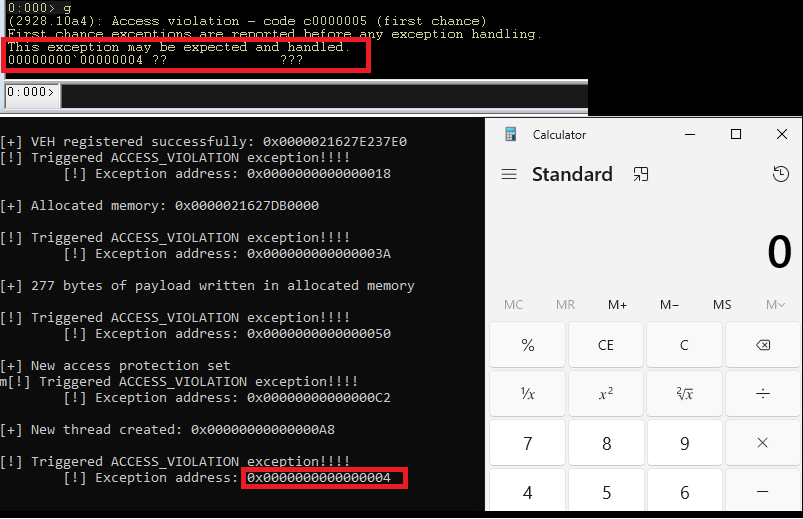 0:000> g
(2928.10a4): Access violation - code c0000005 (first chance)
First chance exceptions are reported before any exception handling.
This exception may be expected and handled.
00000000`00000004 ?? ???
0:000>
[+] VEH registered successfully: 0x0000021627E237E0
[!] Triggered ACCESS_VIOLATION exception!!!!
[!] Exception address: 0x0000000000000018
[+] Allocated memory: 0x0000021627DB0000
[!] Triggered ACCESS_VIOLATION exception!!!!
[!] Exception address: 0x000000000000003A
[+] 277 bytes of payload written in allocated memory
[!] Triggered ACCESS_VIOLATION exception!!!!
[!] Exception address: 0x0000000000000050
[+] New access protection set
m[!] Triggered ACCESS_VIOLATION exception!!!!
[!] Exception address: 0x00000000000000C2
[+] New thread created: 0x00000000000000A8
[!] Triggered ACCESS_VIOLATION exception!!!!
[!] Exception address: 0x0000000000000004
Calculator
Standard
0
MC MR M+ M− MS M
% CE C
⅟x x² ²√x ÷
7 8 9 ×
4 5 6 −